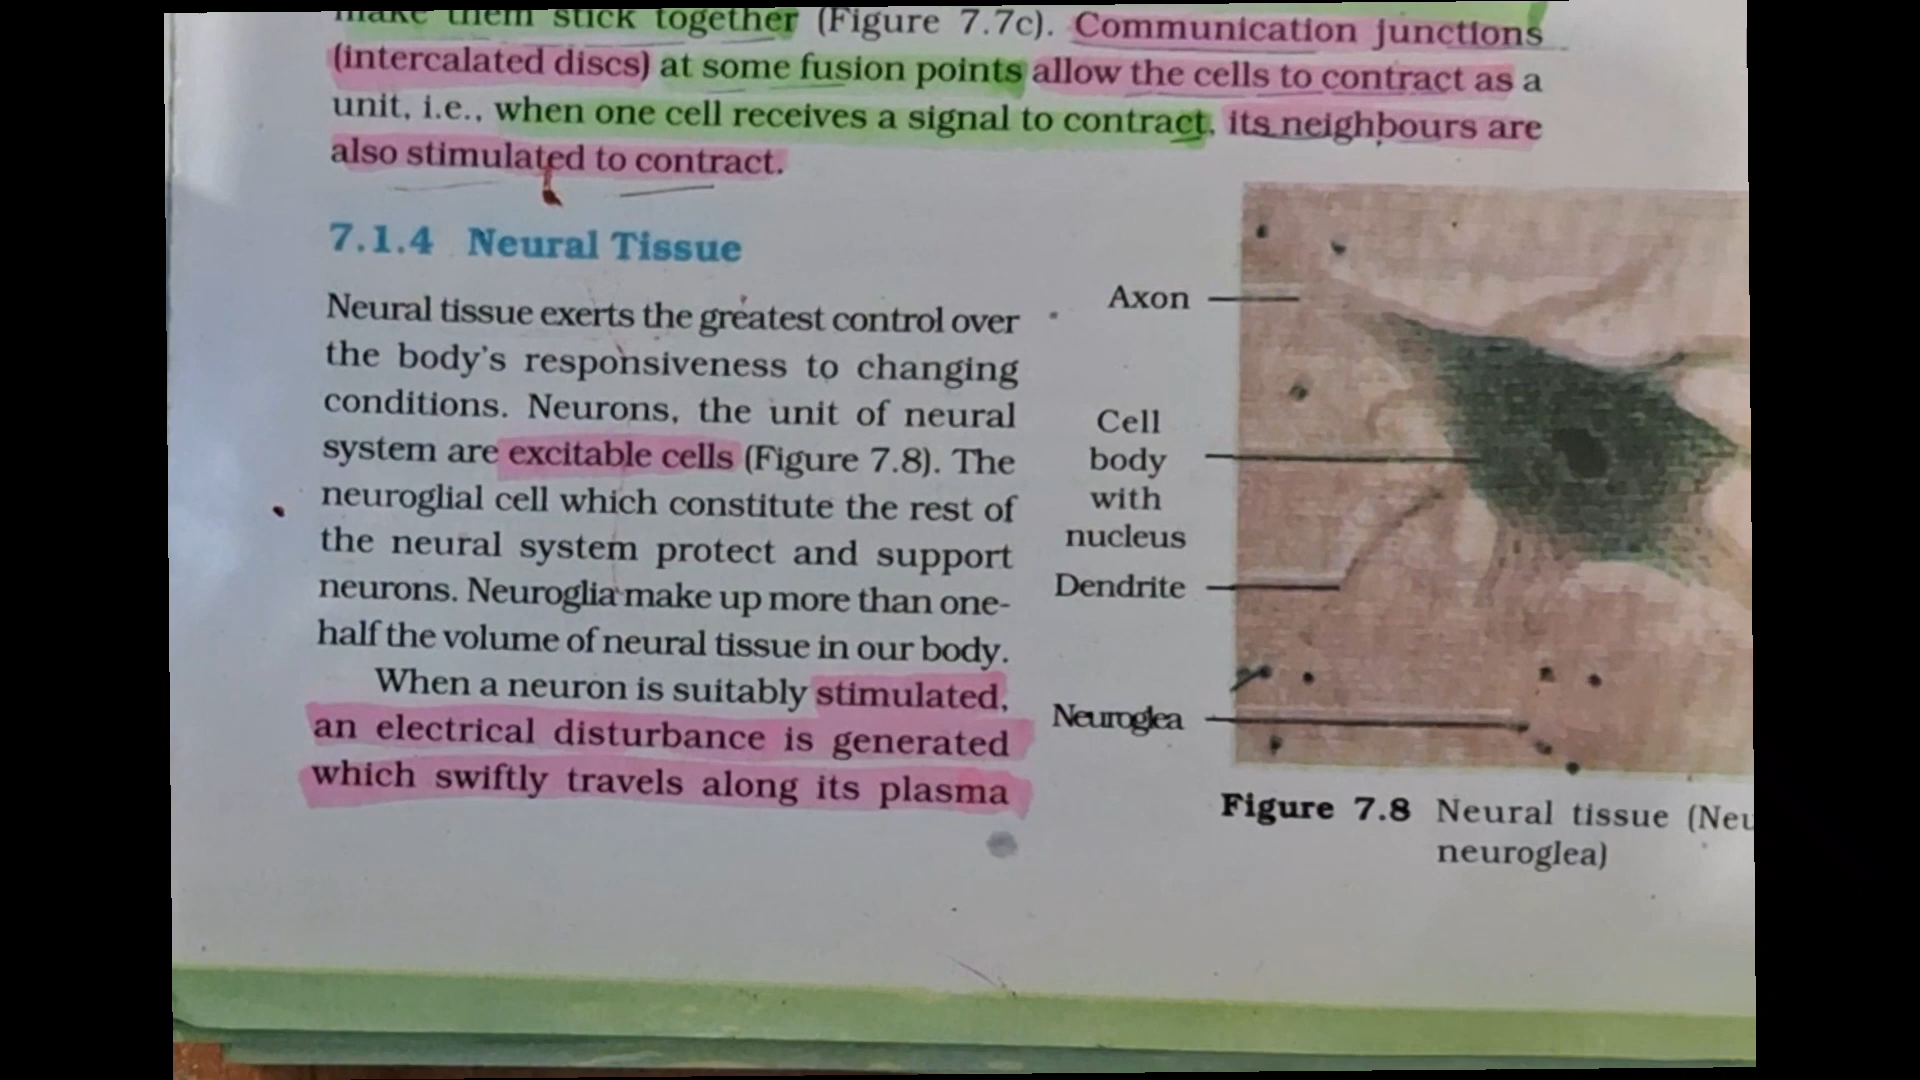 make them stick together (Figure 7.7c). Communication junctions
(intercalated discs) at some fusion points allow the cells to contract as a
unit, i.e., when one cell receives a signal to contract, its neighbours are
also stimulated to contract.
7.1.4 Neural Tissue
Neural tissue exerts the greatest control over
the body's responsiveness to changing
conditions. Neurons, the unit of neural
system are excitable cells (Figure 7.8). The
neuroglial cell which constitute the rest of
the neural system protect and support
neurons. Neuroglia make up more than one-
half the volume of neural tissue in our body.
When a neuron is suitably stimulated,
an electrical disturbance is generated
which swiftly travels along its plasma
Axon
Cell
body
with
nucleus
Dendrite
Neuroglea
Figure 7.8 Neural tissue (Neu
neuroglea)